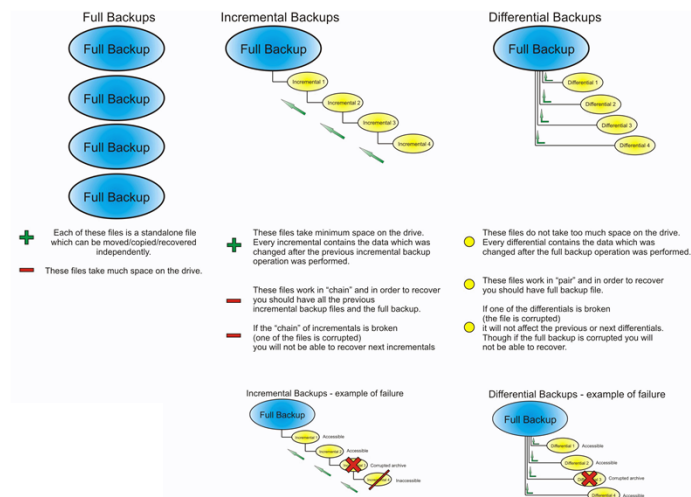 Full Backups
Full Backup
Full Backup
Full Backup
Full Backup
Each of these files is a standalone file
which can be moved/copied/recovered
independently.
These files take much space on the drive.
Incremental Backups
Full Backup
Incremental 1
Incremental 2
Incremental 3
Incremental 4
These files take minimum space on the drive.
Every incremental contains the data which was
changed after the previous incremental backup
operation was performed.
These files work in "chain" and in order to recover
you should have all the previous
incremental backup files and the full backup.
If the "chain" of incrementals is broken
(one of the files is corrupted)
you will not be able to recover next incrementals
Differential Backups
Full Backup
Differential 1
Differential 2
Differential 3
Differential 4
These files do not take too much space on the drive.
Every differential contains the data which was
changed after the full backup operation was performed.
These files work in "pair" and in order to recover
you should have full backup file.
If one of the differentials is broken
(the file is corrupted)
it will not affect the previous or next differentials.
Though if the full backup is corrupted you will
not be able to recover.
Incremental Backups - example of failure
Full Backup
Incremental 1 Accessible
Incremental 2 Accessible
Corrupted archive
Incremental 4 Inaccessible
Differential Backups - example of failure
Full Backup
Differential 1 Accessible
Differential 2 Accessible
Corrupted archive
Differential 4 Accessible